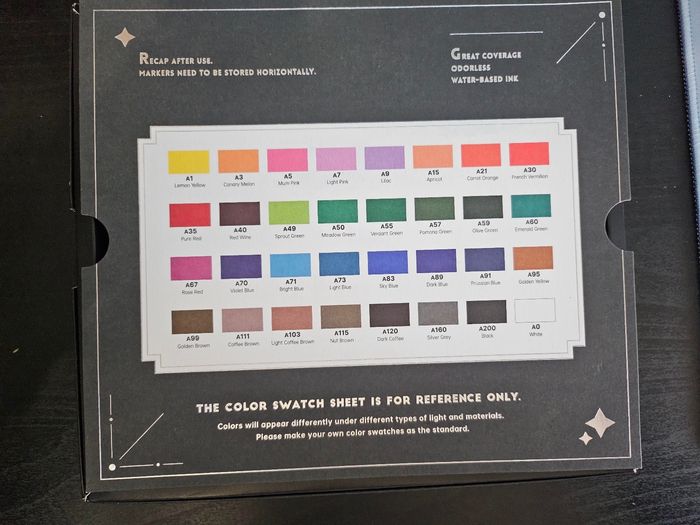 RECAP AFTER USE.
MARKERS NEED TO BE STORED HORIZONTALLY.
GREAT COVERAGE
ODORLESS
WATER-BASED INK
A1 A3 A5 A7 A9 A15 A21 A30
Lemon Yellow Canary Melon Mum Pink Light Pink Lilac Apricot Carrot Orange French Vermilion
A35 A40 A49 A50 A55 A57 A59 A60
Pure Red Red Wine Sprout Green Meadow Green Verdant Green Pomona Green Olive Green Emerald Green
A67 A70 A71 A73 A83 A89 A91 A95
Rose Red Violet Blue Bright Blue Light Blue Sky Blue Dark Blue Prussian Blue Golden Yellow
A99 A111 A103 A115 A120 A160 A200 A0
Golden Brown Coffee Brown Light Coffee Brown Nut Brown Dark Coffee Silver Grey Black White
THE COLOR SWATCH SHEET IS FOR REFERENCE ONLY.
Colors will appear differently under different types of light and materials.
Please make your own color swatches as the standard.